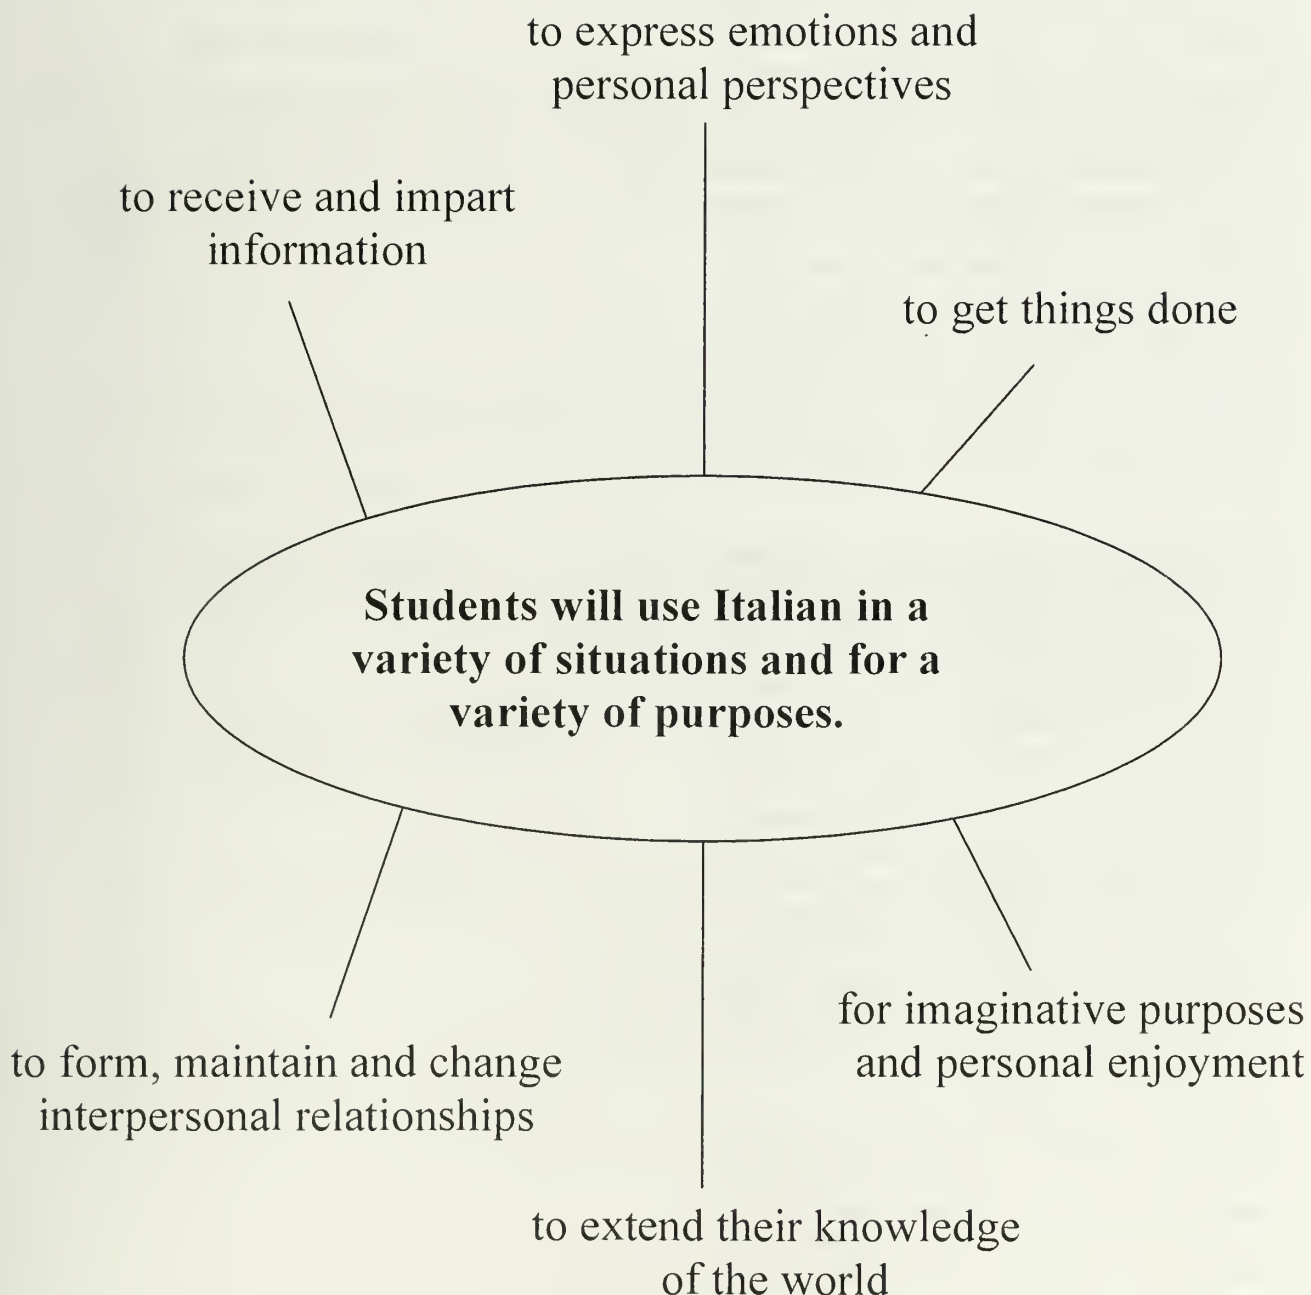 to express emotions and
personal perspectives
to receive and impart
information
to get things done
Students will use Italian in a
variety of situations and for a
variety of purposes.
for imaginative purposes
and personal enjoyment
to form, maintain and change
interpersonal relationships
to extend their knowledge
of the world